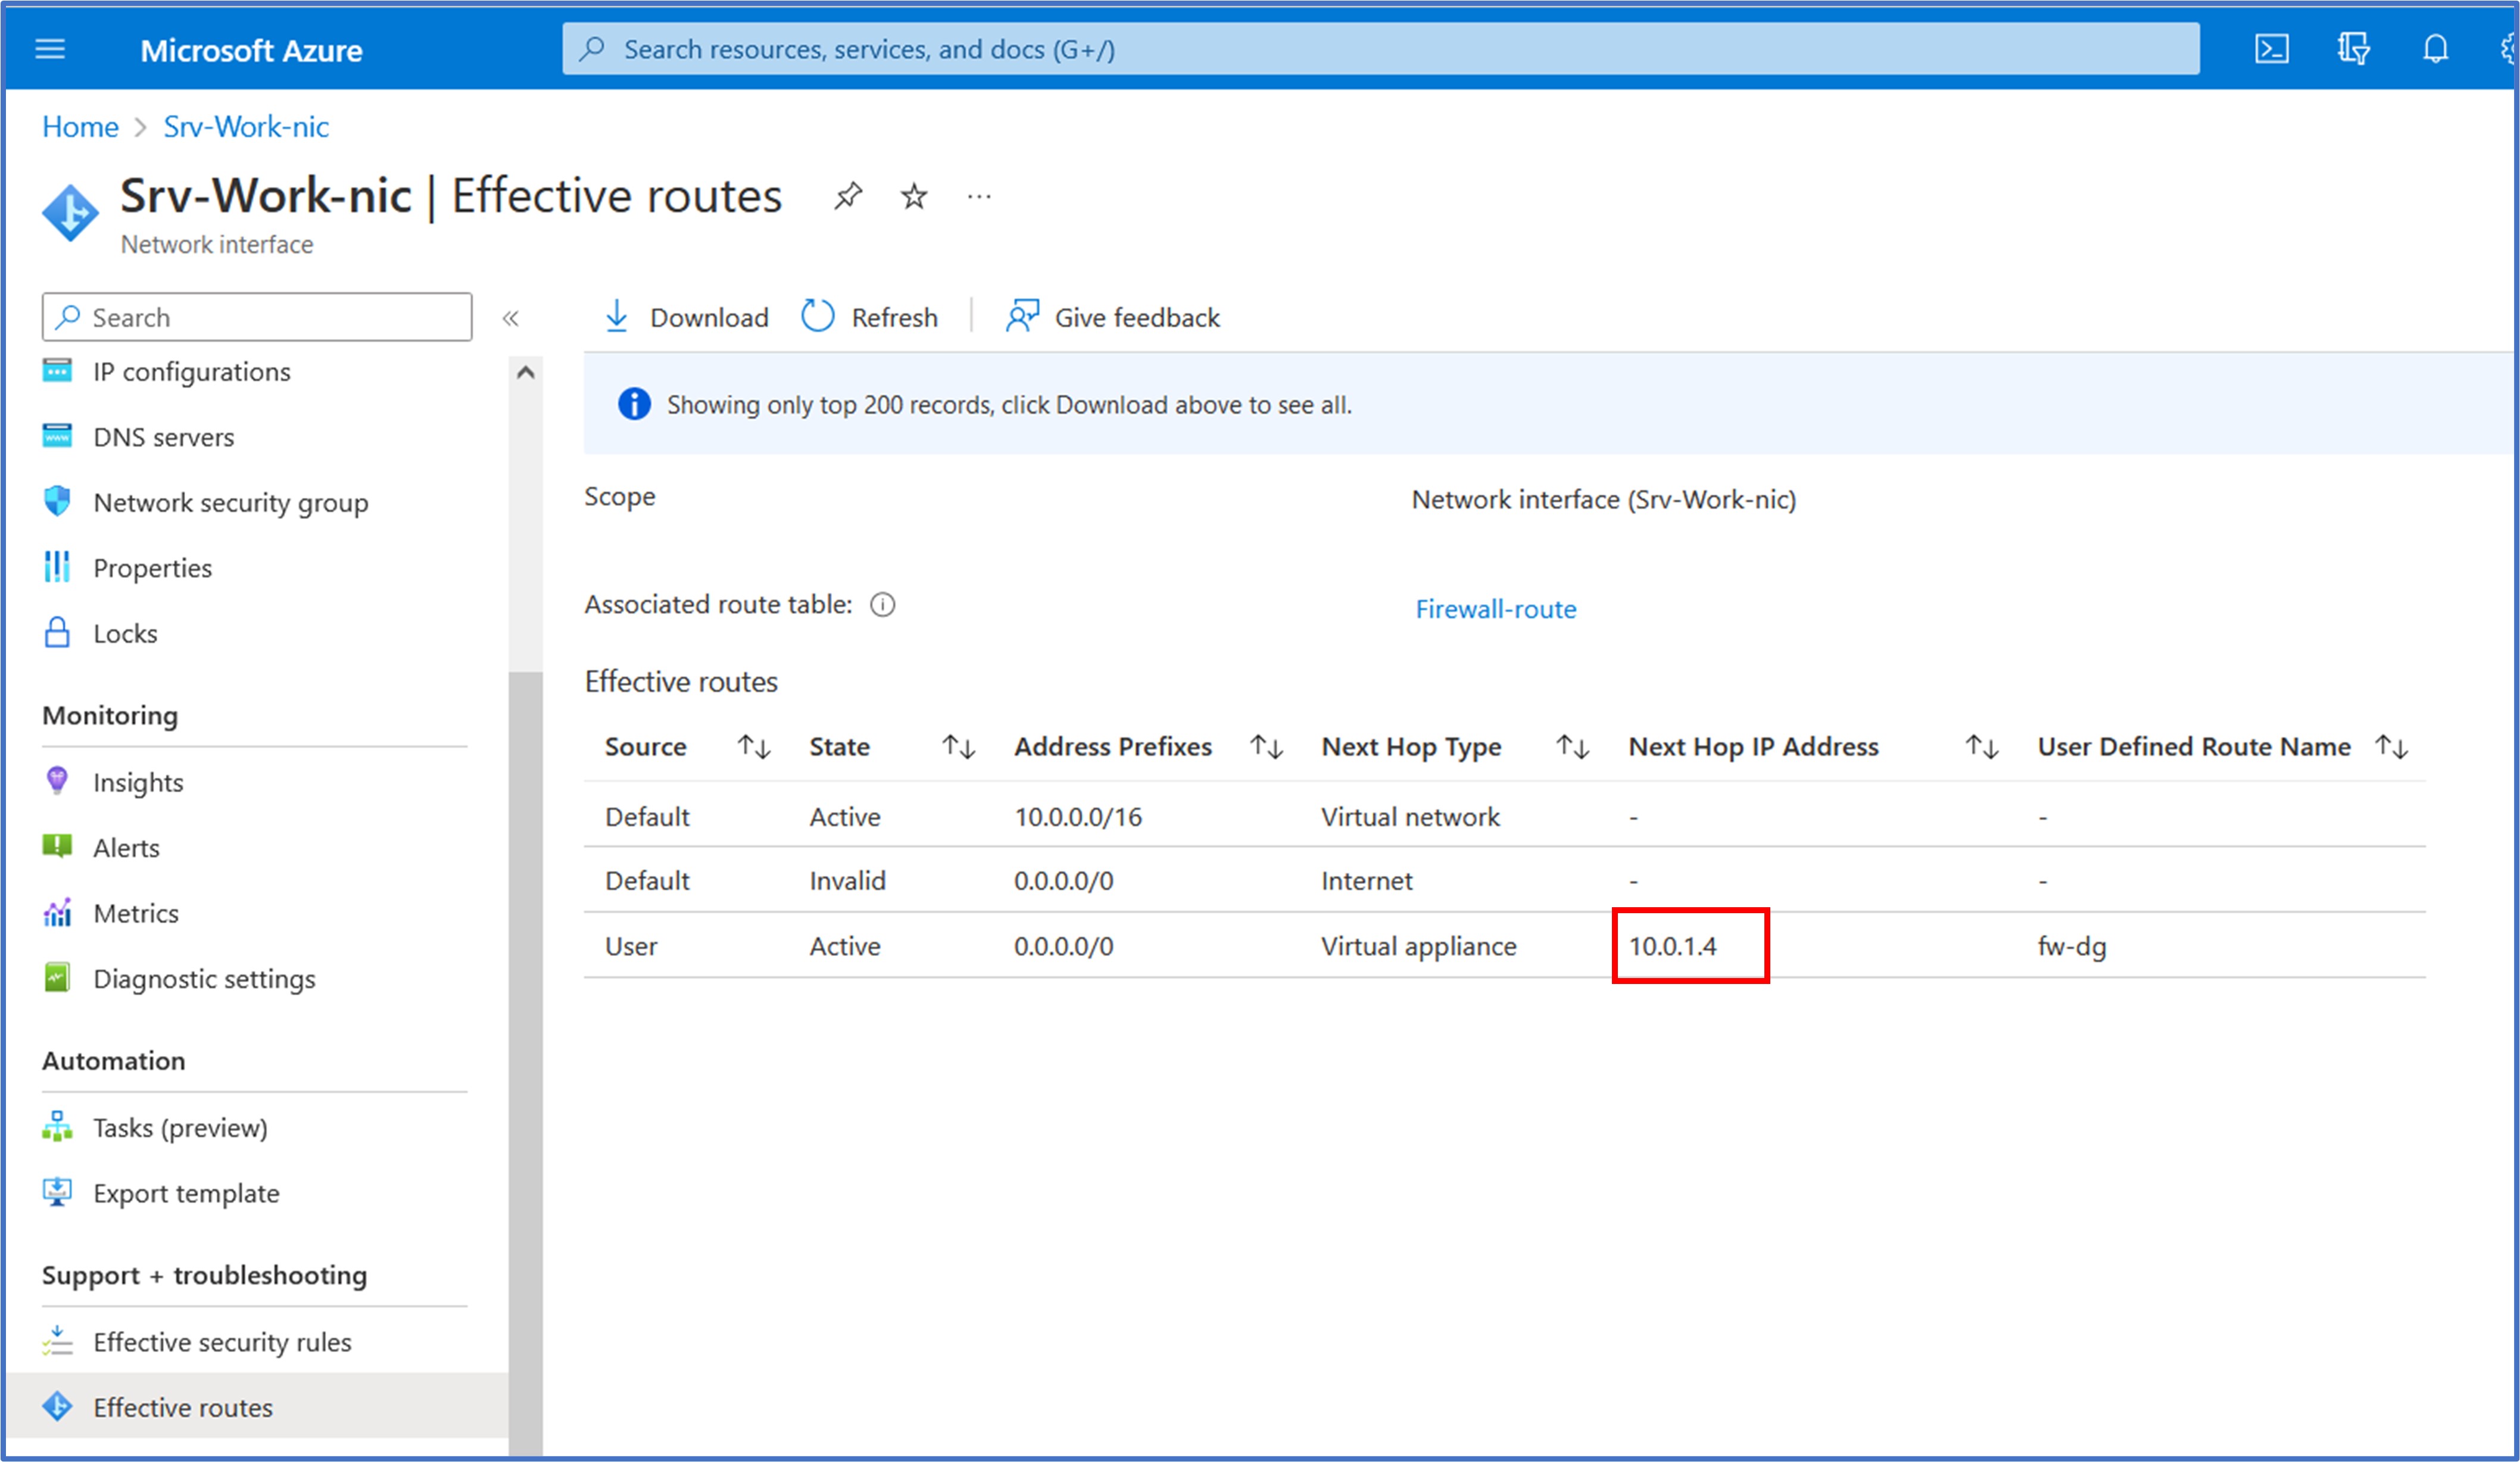 Microsoft Azure
Search resources, services, and docs (G+/)
Home > Srv-Work-nic
Srv-Work-nic | Effective routes
Network interface
Search
«
IP configurations
DNS servers
Network security group
Properties
Locks
Monitoring
Insights
Alerts
Metrics
Diagnostic settings
Automation
Tasks (preview)
Export template
Support + troubleshooting
Effective security rules
Effective routes
Download Refresh Give feedback
Showing only top 200 records, click Download above to see all.
Scope Network interface (Srv-Work-nic)
Associated route table: Firewall-route
Effective routes
Source State Address Prefixes Next Hop Type Next Hop IP Address User Defined Route Name
Default Active 10.0.0.0/16 Virtual network - -
Default Invalid 0.0.0.0/0 Internet - -
User Active 0.0.0.0/0 Virtual appliance 10.0.1.4 fw-dg